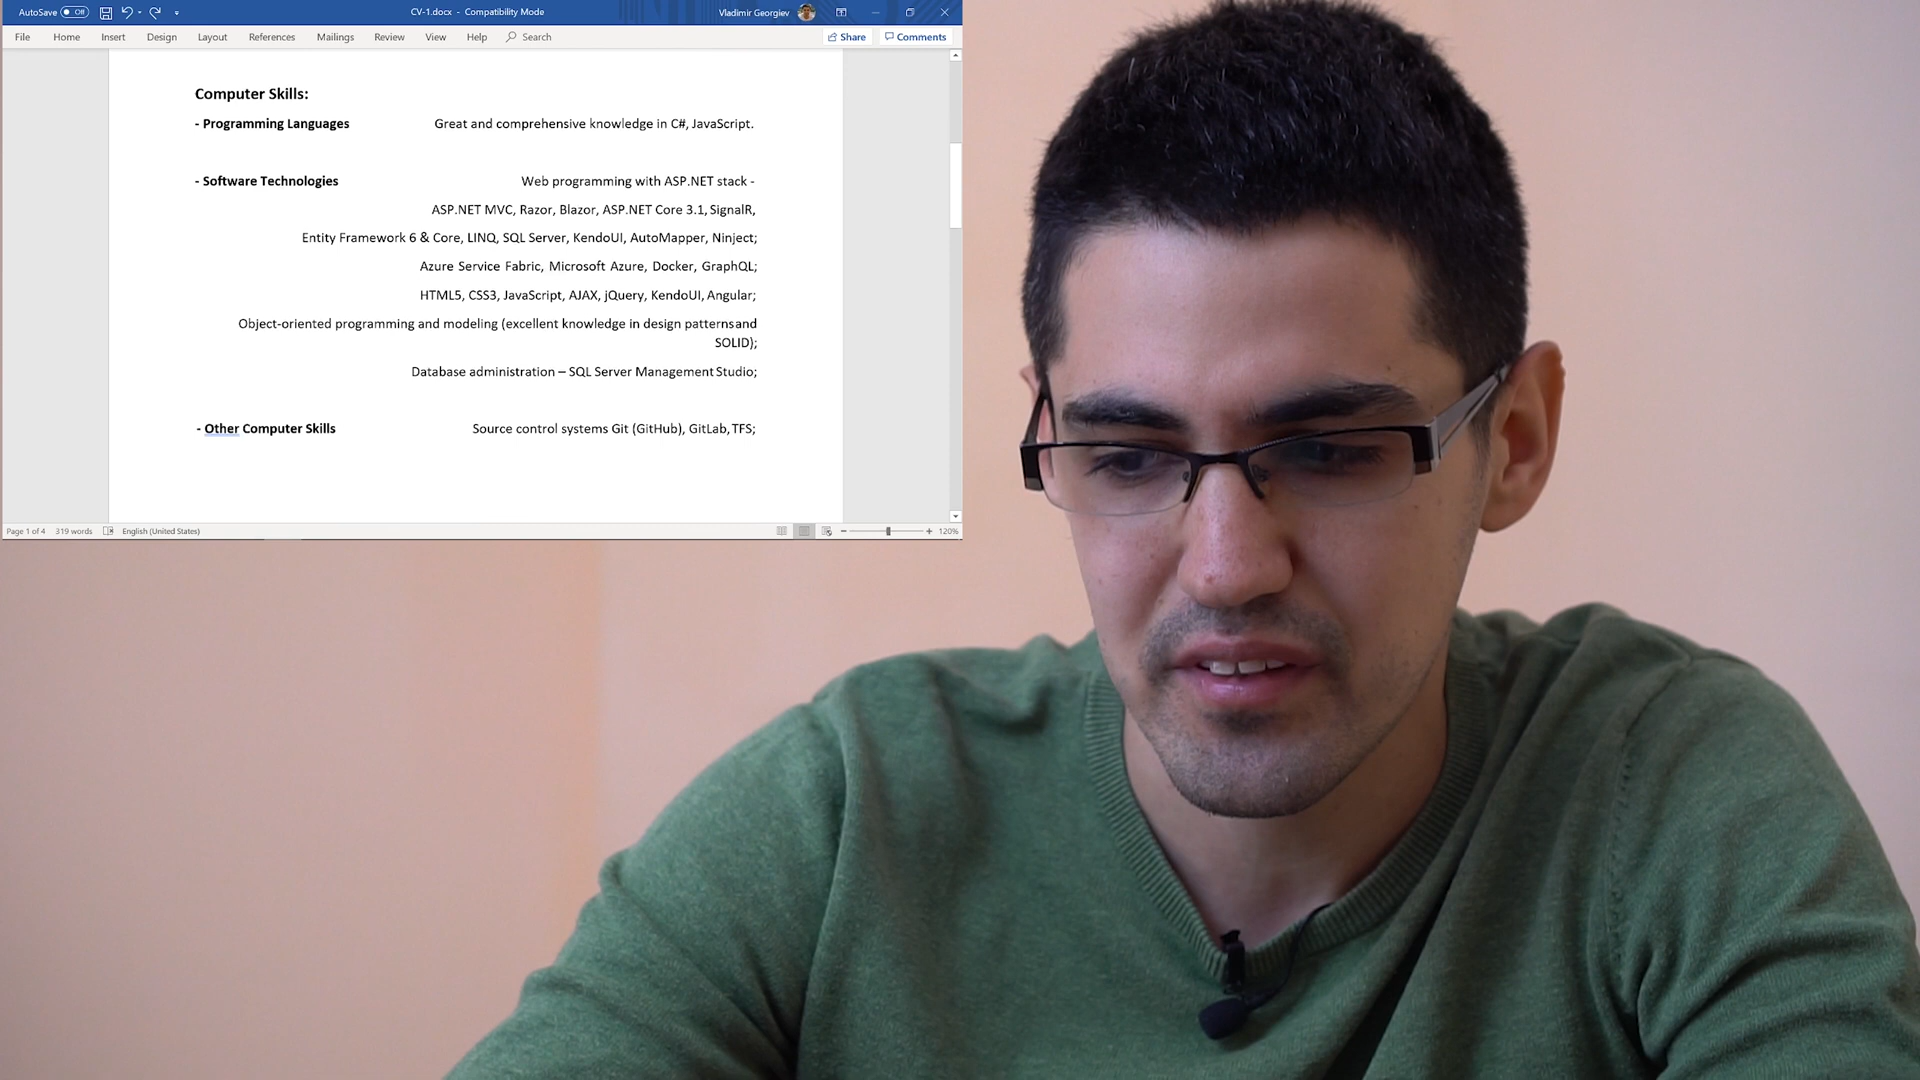 AutoSave Off CV-1.docx - Compatibility Mode Vladimir Georgiev
File Home Insert Design Layout References Mailings Review View Help Search Share Comments
Computer Skills:
- Programming Languages Great and comprehensive knowledge in C#, JavaScript.
- Software Technologies Web programming with ASP.NET stack -
ASP.NET MVC, Razor, Blazor, ASP.NET Core 3.1, SignalR,
Entity Framework 6 & Core, LINQ, SQL Server, KendoUI, AutoMapper, Ninject;
Azure Service Fabric, Microsoft Azure, Docker, GraphQL;
HTML5, CSS3, JavaScript, AJAX, jQuery, KendoUI, Angular;
Object-oriented programming and modeling (excellent knowledge in design patterns and
SOLID);
Database administration – SQL Server Management Studio;
- Other Computer Skills Source control systems Git (GitHub), GitLab, TFS;
Page 1 of 4 319 words English (United States) 120%